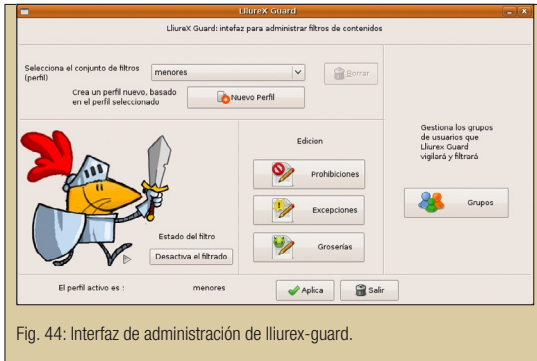 LliureX Guard
LliureX Guard: intefaz para administrar filtros de contenidos
Selecciona el conjunto de filtros
(perfil)
menores
Borrar
Crea un perfil nuevo, basado
en el perfil seleccionado
Nuevo Perfil
Edicion
Prohibiciones
Excepciones
Groserías
Estado del filtro
Desactiva el filtrado
Gestiona los grupos
de usuarios que
Lliurex Guard
vigilará y filtrará
Grupos
El perfil activo es :
menores
Aplica
Salir
Fig. 44: Interfaz de administración de lliurex-guard.